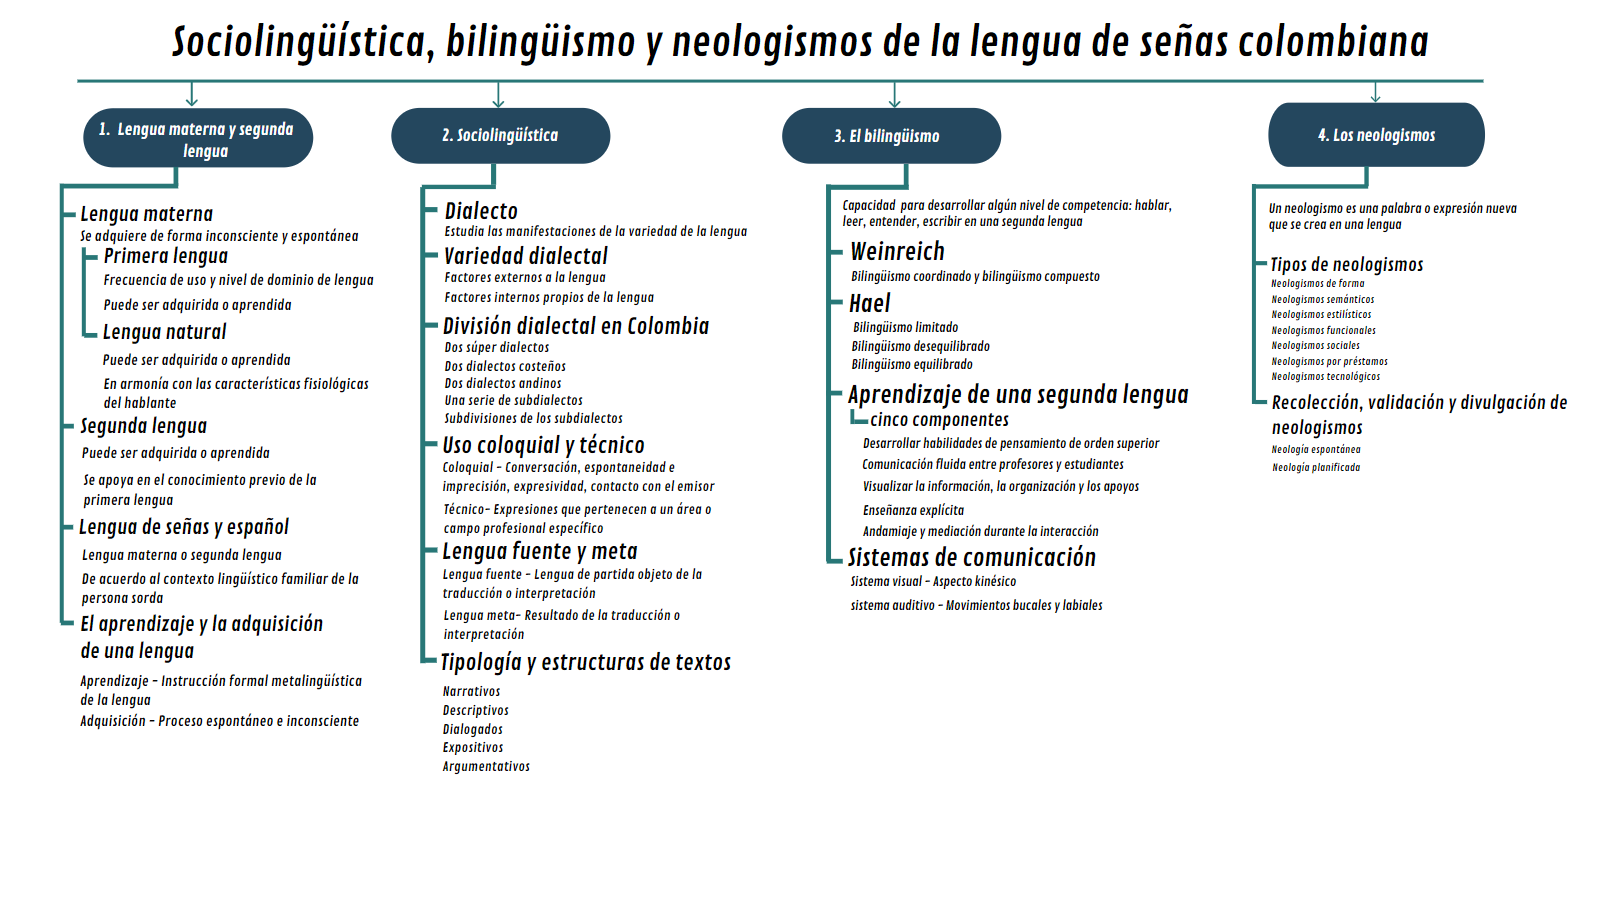 Sociolingüística, bilingüismo y neologismos de la lengua de señas colombiana
1. Lengua materna y segunda
lengua
Lengua materna
Se adquiere de forma inconsciente y espontánea
Primera lengua
Frecuencia de uso y nivel de dominio de lengua
Puede ser adquirida o aprendida
Lengua natural
Puede ser adquirida o aprendida
En armonía con las características fisiológicas
del hablante
Segunda lengua
Puede ser adquirida o aprendida
Se apoya en el conocimiento previo de la
primera lengua
Lengua de señas y español
Lengua materna o segunda lengua
De acuerdo al contexto lingüístico familiar de la
persona sorda
El aprendizaje y la adquisición
de una lengua
Aprendizaje - Instrucción formal metalingüística
de la lengua
Adquisición - Proceso espontáneo e inconsciente
2. Sociolingüística
Dialecto
Estudia las manifestaciones de la variedad de la lengua
Variedad dialectal
Factores externos a la lengua
Factores internos propios de la lengua
División dialectal en Colombia
Dos súper dialectos
Dos dialectos costeños
Dos dialectos andinos
Una serie de subdialectos
Subdivisiones de los subdialectos
Uso coloquial y técnico
Coloquial - Conversación, espontaneidad e
imprecisión, expresividad, contacto con el emisor
Técnico- Expresiones que pertenecen a un área o
campo profesional específico
Lengua fuente y meta
Lengua fuente - Lengua de partida objeto de la
traducción o interpretación
Lengua meta- Resultado de la traducción o
interpretación
Tipología y estructuras de textos
Narrativos
Descriptivos
Dialogados
Expositivos
Argumentativos
3. El bilingüismo
Capacidad para desarrollar algún nivel de competencia: hablar,
leer, entender, escribir en una segunda lengua
Weinreich
Bilingüismo coordinado y bilingüismo compuesto
Hael
Bilingüismo limitado
Bilingüismo desequilibrado
Bilingüismo equilibrado
Aprendizaje de una segunda lengua
cinco componentes
Desarrollar habilidades de pensamiento de orden superior
Comunicación fluida entre profesores y estudiantes
Visualizar la información, la organización y los apoyos
Enseñanza explícita
Andamiaje y mediación durante la interacción
Sistemas de comunicación
Sistema visual - Aspecto kinésico
sistema auditivo - Movimientos bucales y labiales
4. Los neologismos
Un neologismo es una palabra o expresión nueva
que se crea en una lengua
Tipos de neologismos
Neologismos de forma
Neologismos semánticos
Neologismos estilísticos
Neologismos funcionales
Neologismos sociales
Neologismos por préstamos
Neologismos tecnológicos
Recolección, validación y divulgación de
neologismos
Neología espontánea
Neología planificada